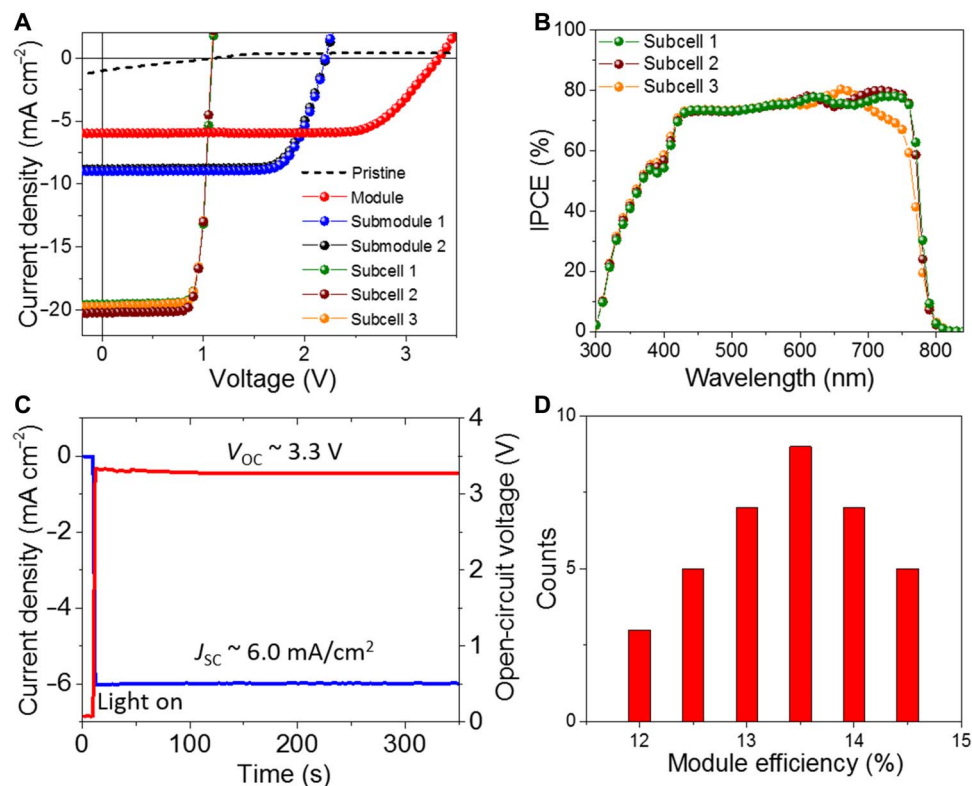 A
Current density (mA cm⁻²)
0
−5
−10
−15
−20
Pristine
Module
Submodule 1
Submodule 2
Subcell 1
Subcell 2
Subcell 3
0
1
2
3
Voltage (V)
B
IPCE (%)
100
80
60
40
20
0
Subcell 1
Subcell 2
Subcell 3
300
400
500
600
700
800
Wavelength (nm)
C
Current density (mA cm⁻²)
0
−2
−4
−6
V_OC ~ 3.3 V
J_SC ~ 6.0 mA/cm²
Light on
4
3
2
1
0
Open-circuit voltage (V)
0
100
200
300
Time (s)
D
Counts
10
5
0
12
13
14
15
Module efficiency (%)